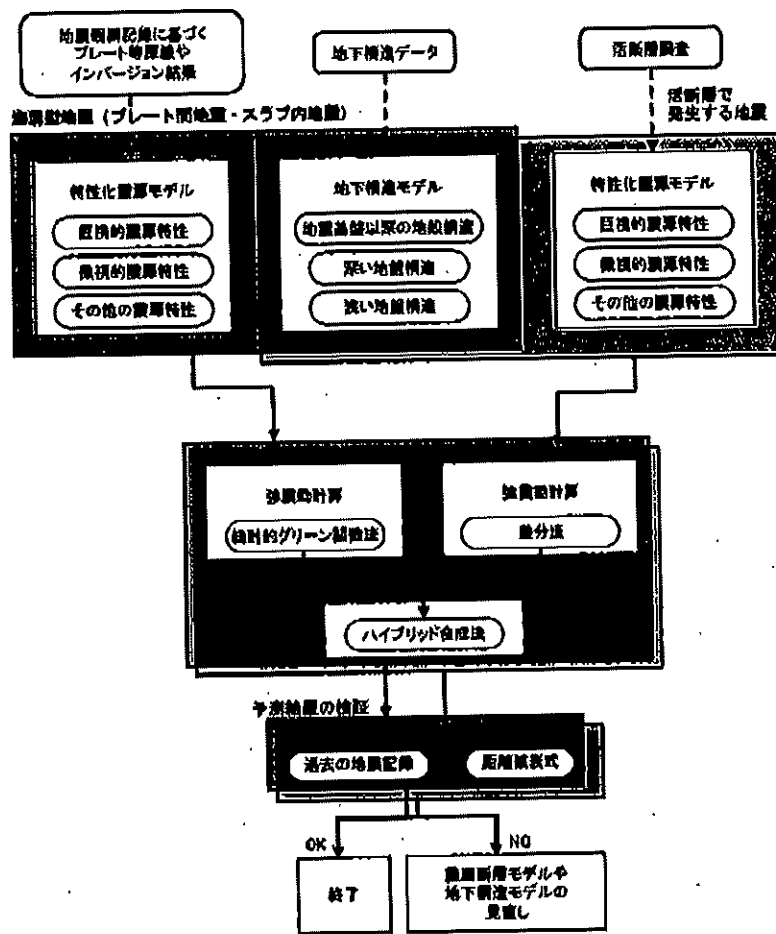 地震観測記録に基づく
プレート等厚線や
インバージョン結果
地下構造データ
活断層調査
海溝型地震（プレート間地震・スラブ内地震）
活断層で
発生する地震
特性化震源モデル
巨視的震源特性
微視的震源特性
その他の震源特性
地下構造モデル
地震基盤以深の地殻構造
深い地盤構造
浅い地盤構造
特性化震源モデル
巨視的震源特性
微視的震源特性
その他の震源特性
強震動計算
統計的グリーン関数法
強震動計算
差分法
ハイブリッド合成法
予測結果の検証
過去の地震記録
距離減衰式
OK
NO
終了
モデルや
地下構造モデルの
見直し